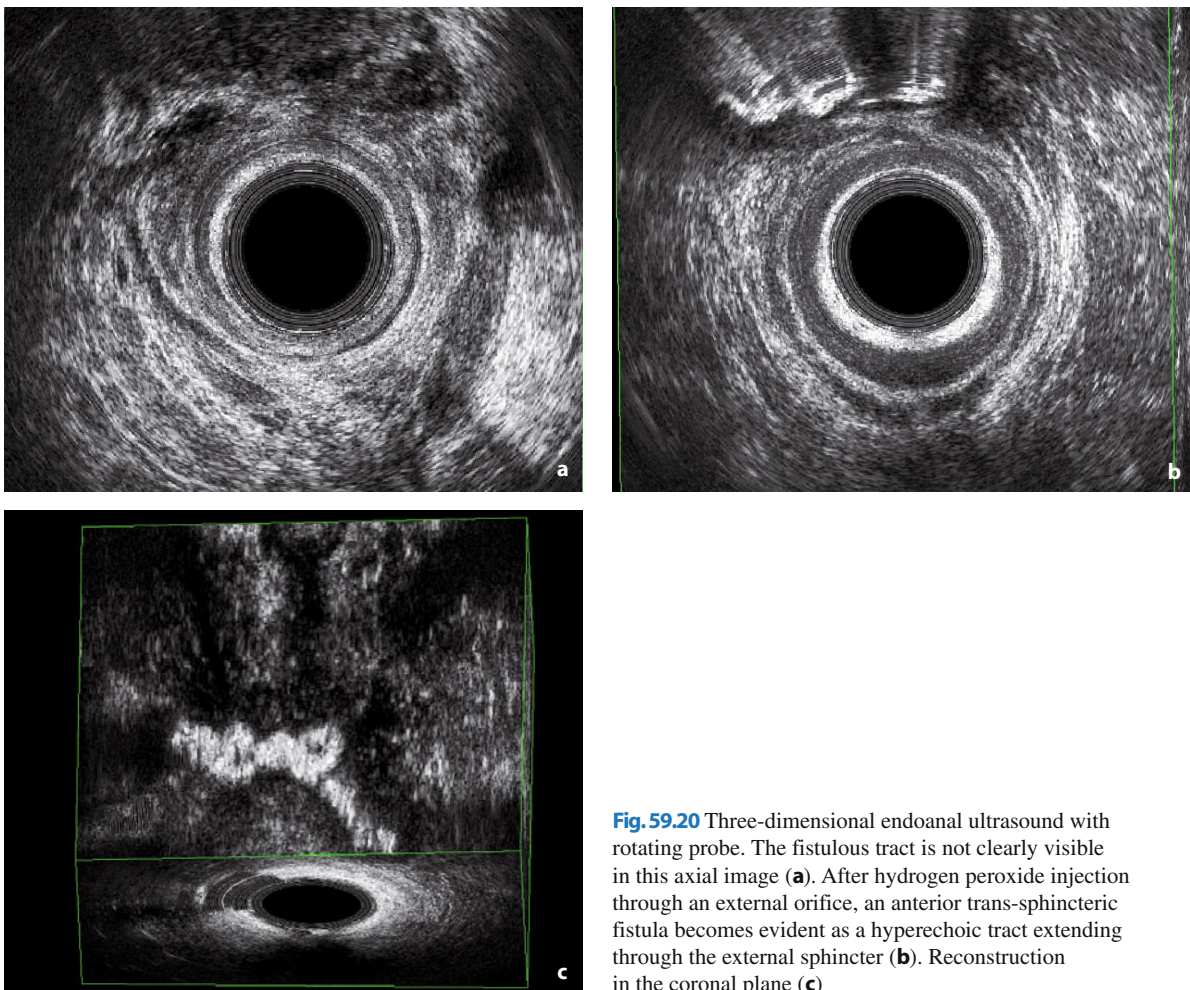 a
b
c
Fig. 59.20 Three-dimensional endoanal ultrasound with
rotating probe. The fistulous tract is not clearly visible
in this axial image (a). After hydrogen peroxide injection
through an external orifice, an anterior trans-sphincteric
fistula becomes evident as a hyperechoic tract extending
through the external sphincter (b). Reconstruction
in the coronal plane (c)